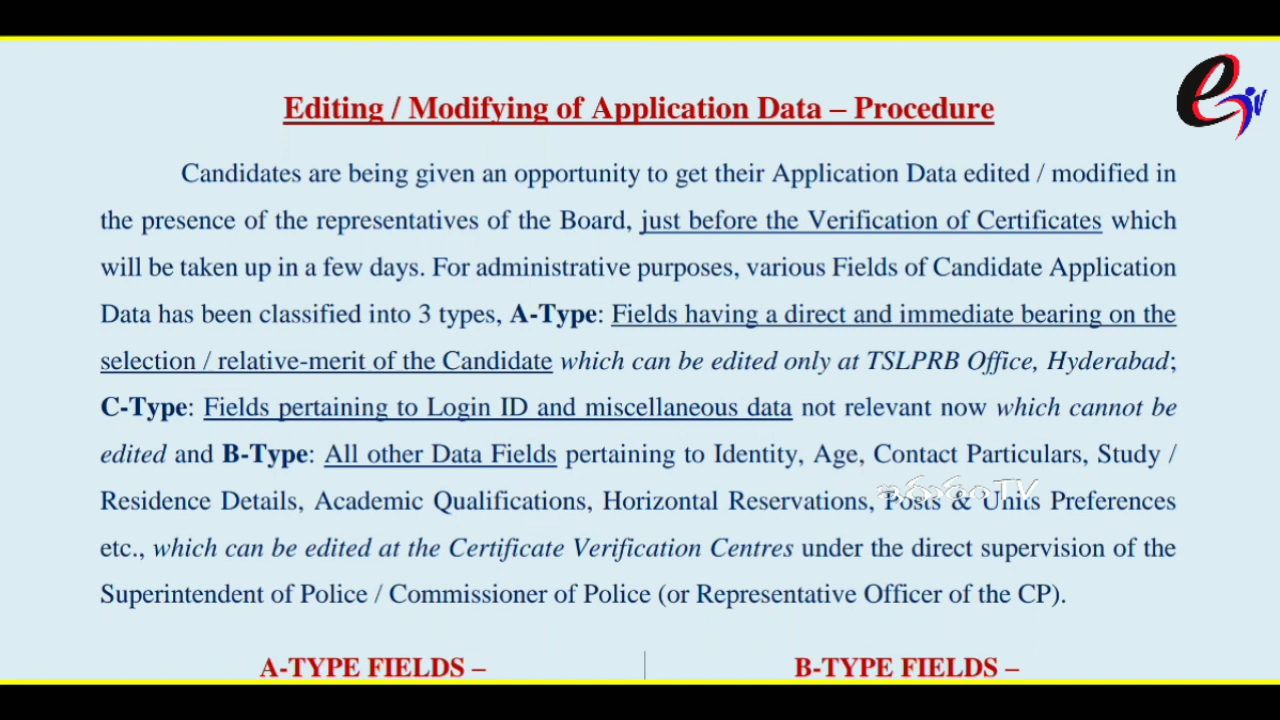 Editing / Modifying of Application Data – Procedure
Candidates are being given an opportunity to get their Application Data edited / modified in
the presence of the representatives of the Board, just before the Verification of Certificates which
will be taken up in a few days. For administrative purposes, various Fields of Candidate Application
Data has been classified into 3 types, A-Type: Fields having a direct and immediate bearing on the
selection / relative-merit of the Candidate which can be edited only at TSLPRB Office, Hyderabad;
C-Type: Fields pertaining to Login ID and miscellaneous data not relevant now which cannot be
edited and B-Type: All other Data Fields pertaining to Identity, Age, Contact Particulars, Study /
Residence Details, Academic Qualifications, Horizontal Reservations, Posts & Units Preferences
etc., which can be edited at the Certificate Verification Centres under the direct supervision of the
Superintendent of Police / Commissioner of Police (or Representative Officer of the CP).
A-TYPE FIELDS –
B-TYPE FIELDS –